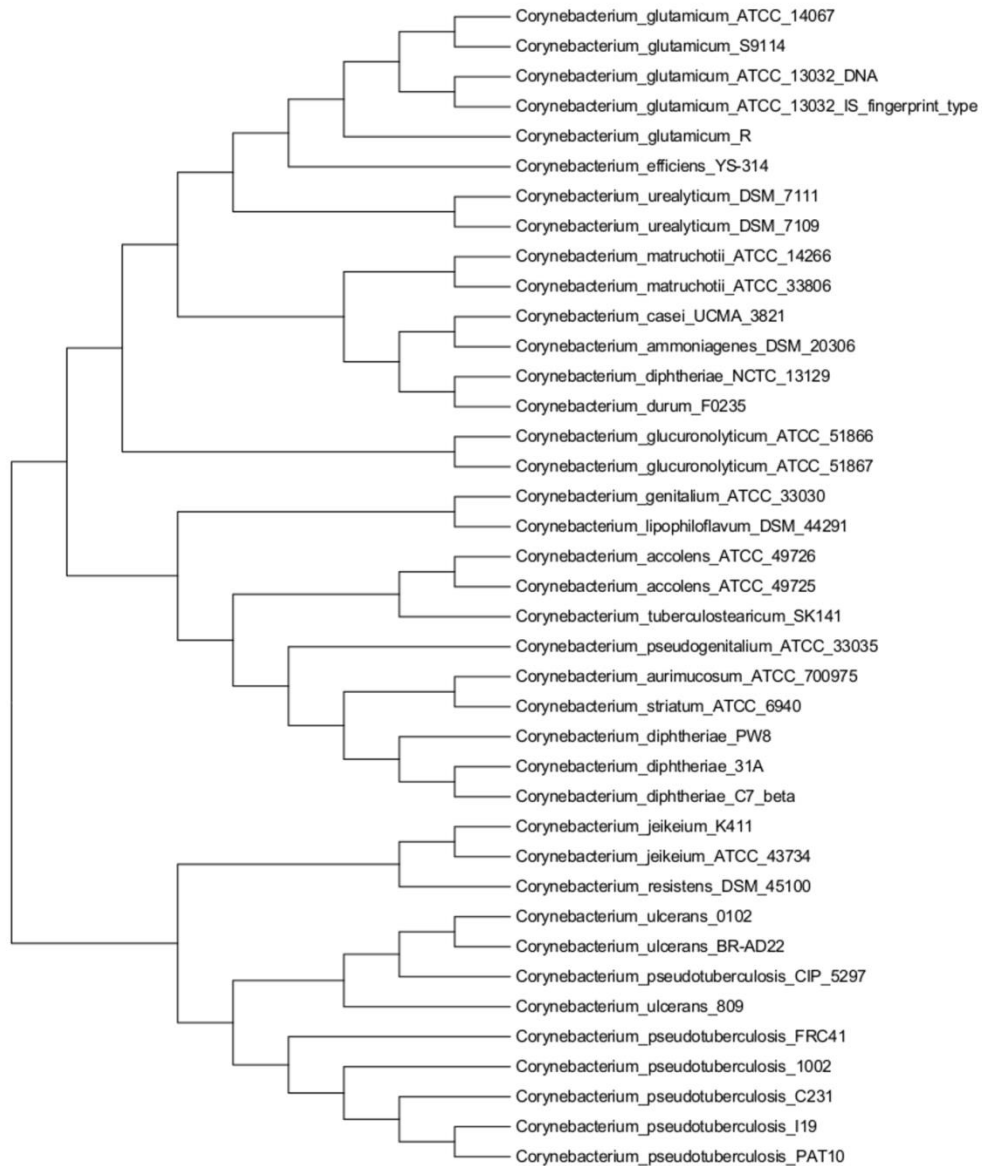 Corynebacterium_glutamicum_ATCC_14067
Corynebacterium_glutamicum_S9114
Corynebacterium_glutamicum_ATCC_13032_DNA
Corynebacterium_glutamicum_ATCC_13032_IS_fingerprint_type
Corynebacterium_glutamicum_R
Corynebacterium_efficiens_YS-314
Corynebacterium_urealyticum_DSM_7111
Corynebacterium_urealyticum_DSM_7109
Corynebacterium_matruchotii_ATCC_14266
Corynebacterium_matruchotii_ATCC_33806
Corynebacterium_casei_UCMA_3821
Corynebacterium_ammoniagenes_DSM_20306
Corynebacterium_diphtheriae_NCTC_13129
Corynebacterium_durum_F0235
Corynebacterium_glucuronolyticum_ATCC_51866
Corynebacterium_glucuronolyticum_ATCC_51867
Corynebacterium_genitalium_ATCC_33030
Corynebacterium_lipophiloflavum_DSM_44291
Corynebacterium_accolens_ATCC_49726
Corynebacterium_accolens_ATCC_49725
Corynebacterium_tuberculostearicum_SK141
Corynebacterium_pseudogenitalium_ATCC_33035
Corynebacterium_aurimucosum_ATCC_700975
Corynebacterium_striatum_ATCC_6940
Corynebacterium_diphtheriae_PW8
Corynebacterium_diphtheriae_31A
Corynebacterium_diphtheriae_C7_beta
Corynebacterium_jeikeium_K411
Corynebacterium_jeikeium_ATCC_43734
Corynebacterium_resistens_DSM_45100
Corynebacterium_ulcerans_0102
Corynebacterium_ulcerans_BR-AD22
Corynebacterium_pseudotuberculosis_CIP_5297
Corynebacterium_ulcerans_809
Corynebacterium_pseudotuberculosis_FRC41
Corynebacterium_pseudotuberculosis_1002
Corynebacterium_pseudotuberculosis_C231
Corynebacterium_pseudotuberculosis_I19
Corynebacterium_pseudotuberculosis_PAT10